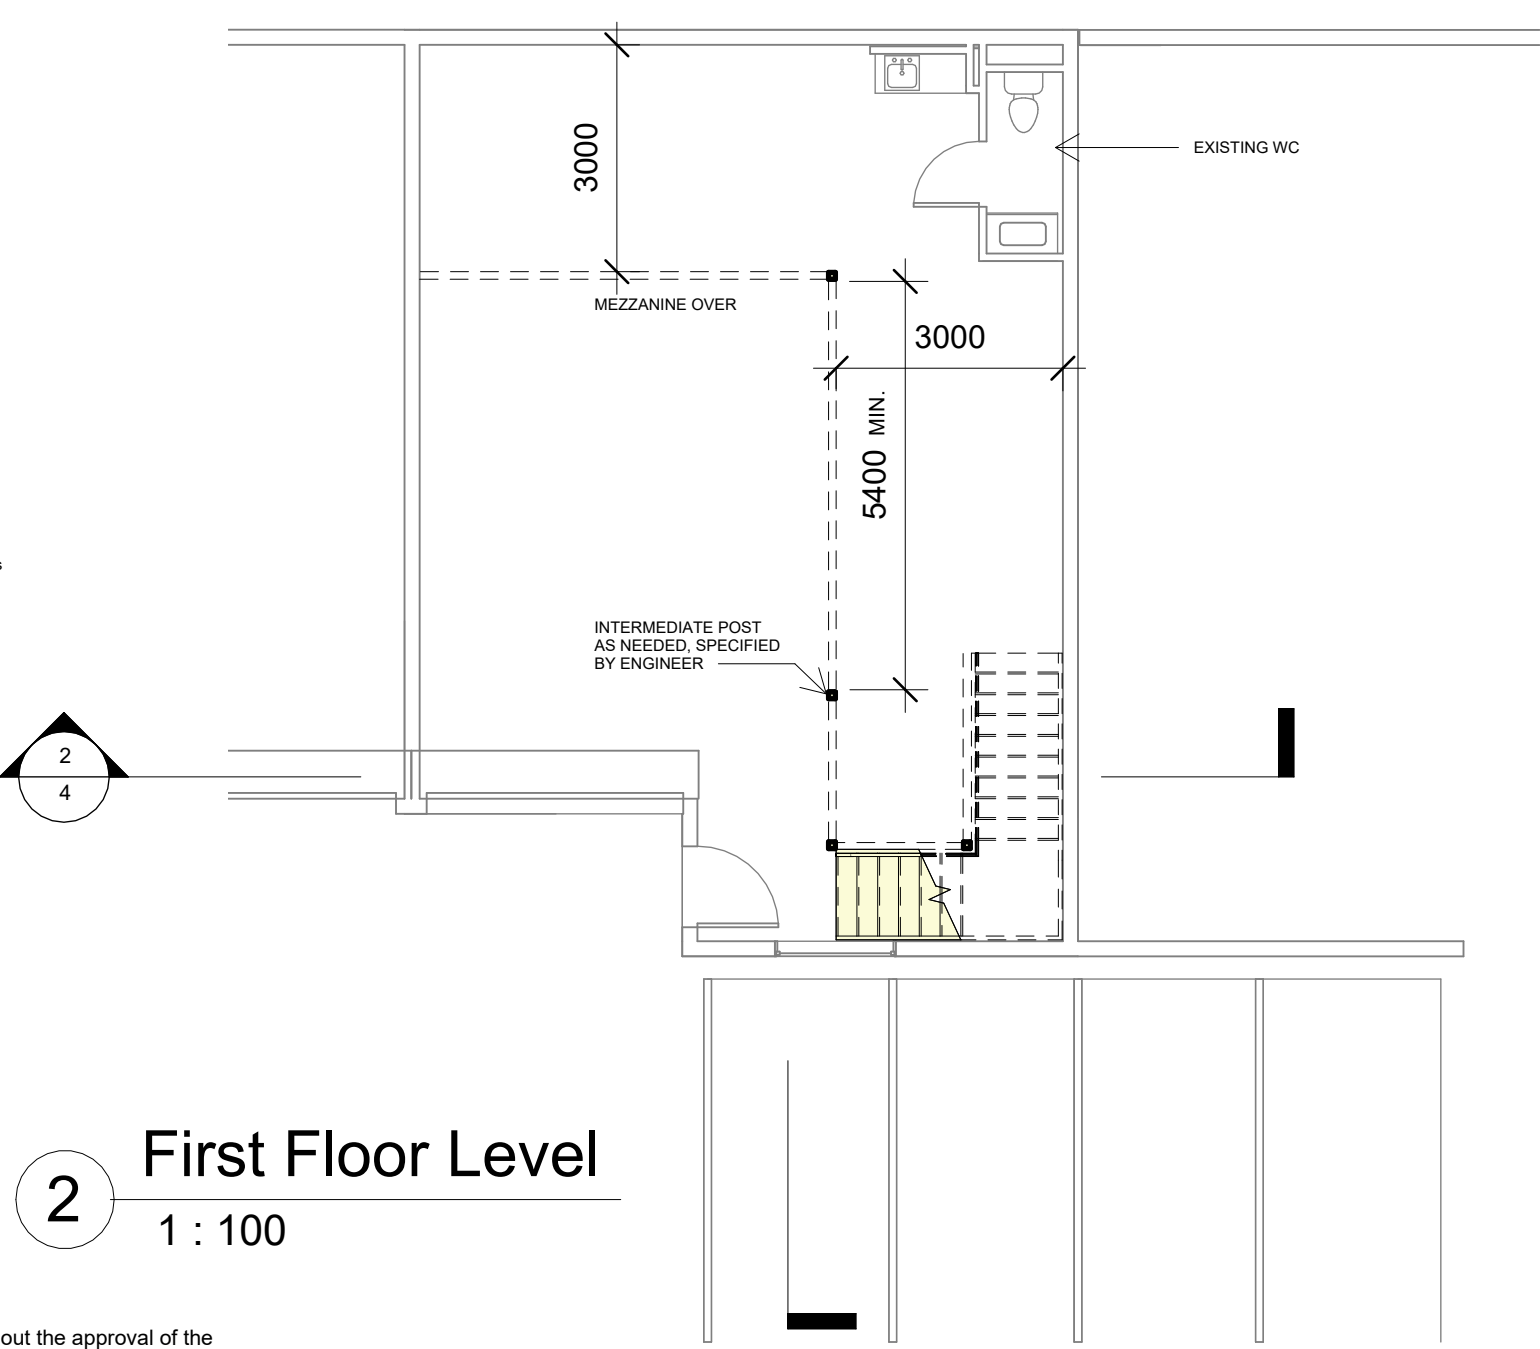 3000
EXISTING WC
MEZZANINE OVER
3000
5400 MIN.
s
INTERMEDIATE POST
AS NEEDED, SPECIFIED
BY ENGINEER
2
4
2
First Floor Level
1 : 100
out the approval of the